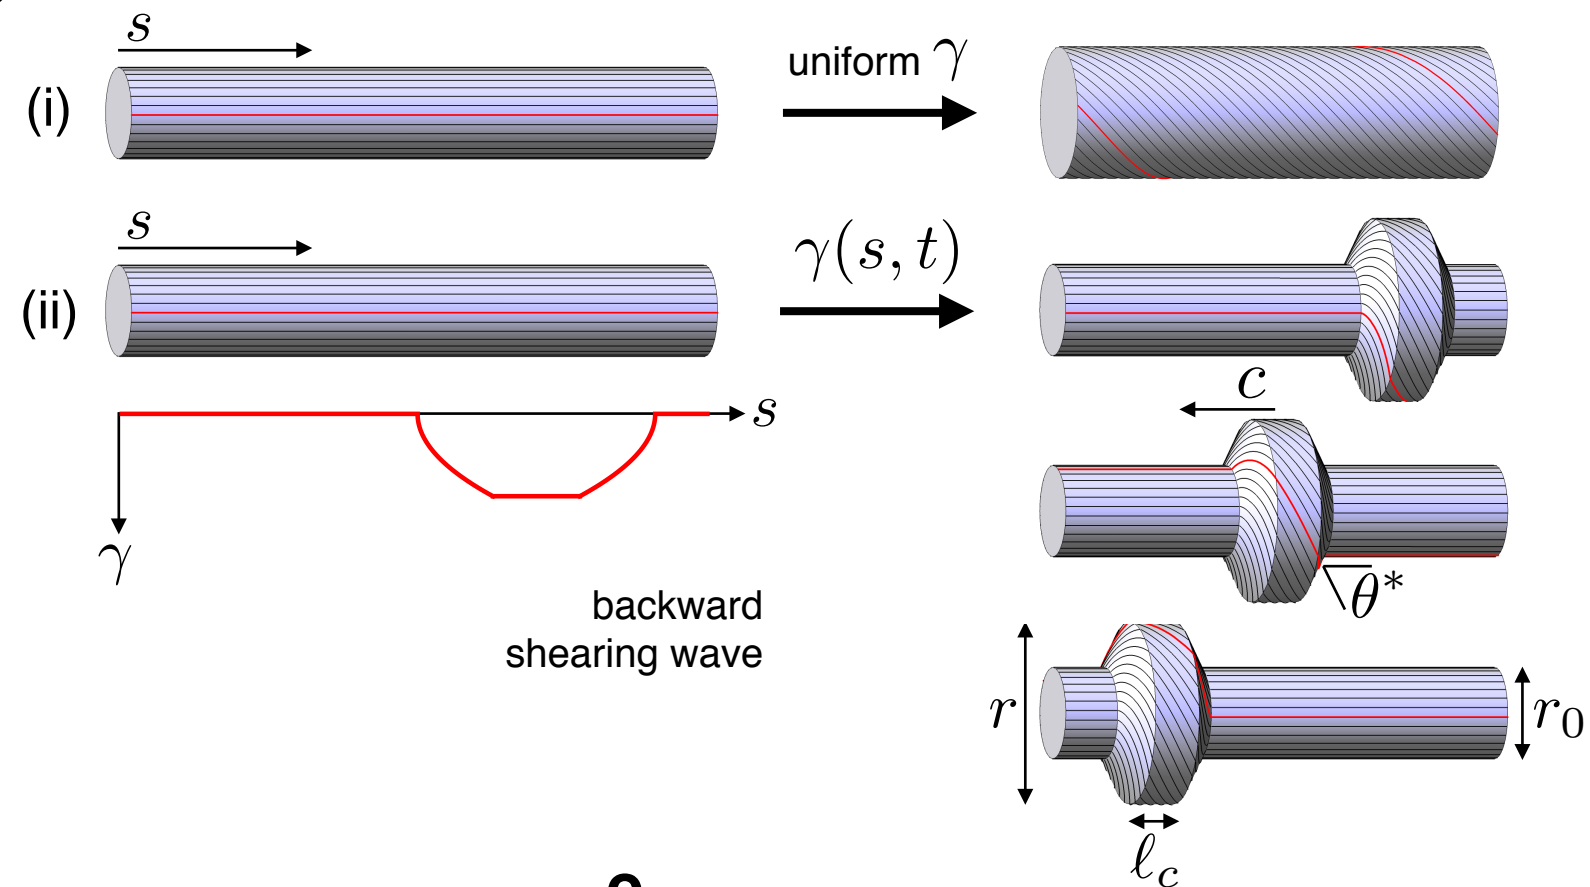 s
(i)
uniform γ
s
(ii)
γ(s, t)
s
γ
c
θ*
backward
shearing wave
r
r₀
ℓc